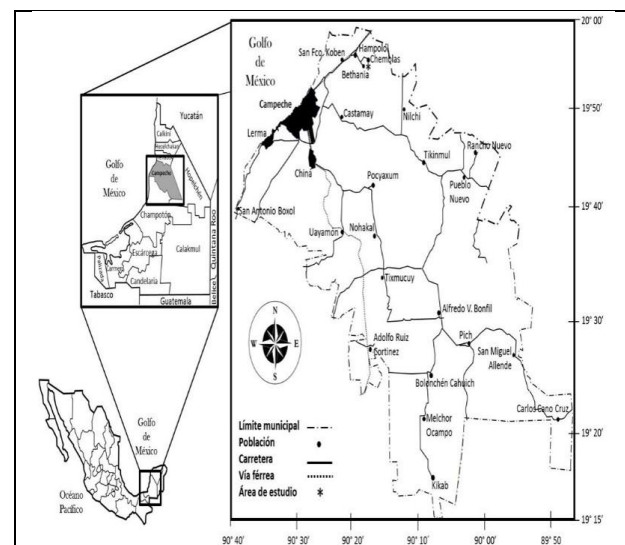 Golfo
de
México
San Fco. Koben
Hampolol
Chemblas
Bethania
Campeche
Castamay
Nilchi
Lerma
Tikinmul
Rancho Nuevo
Chiná
Pocyaxum
Pueblo
Nuevo
San Antonio Boxol
Uayamon
Nohakal
Tixmucuy
Alfredo V. Bonfil
Adolfo Ruiz
Cortinez
Pich
San Miguel
Allende
Bolonchén Cahuich
Carlos Cano Cruz
Melchor
Ocampo
Kikab
N
W
E
S
Límite municipal
Población
Carretera
Vía férrea
Área de estudio
20° 00'
19° 50'
19° 40'
19° 30'
19° 20'
19° 15'
90° 40'
90° 30'
90° 20'
90° 10'
90° 00'
89° 50'
Golfo
de
México
Yucatán
Calkiní
Hecelchakan
Campeche
Hopelchén
Champotón
Calakmul
Escárcega
Carmen
Palizada
Candelaria
Tabasco
Guatemala
Belice
Quintana Roo
Golfo
de
México
Océano
Pacífico